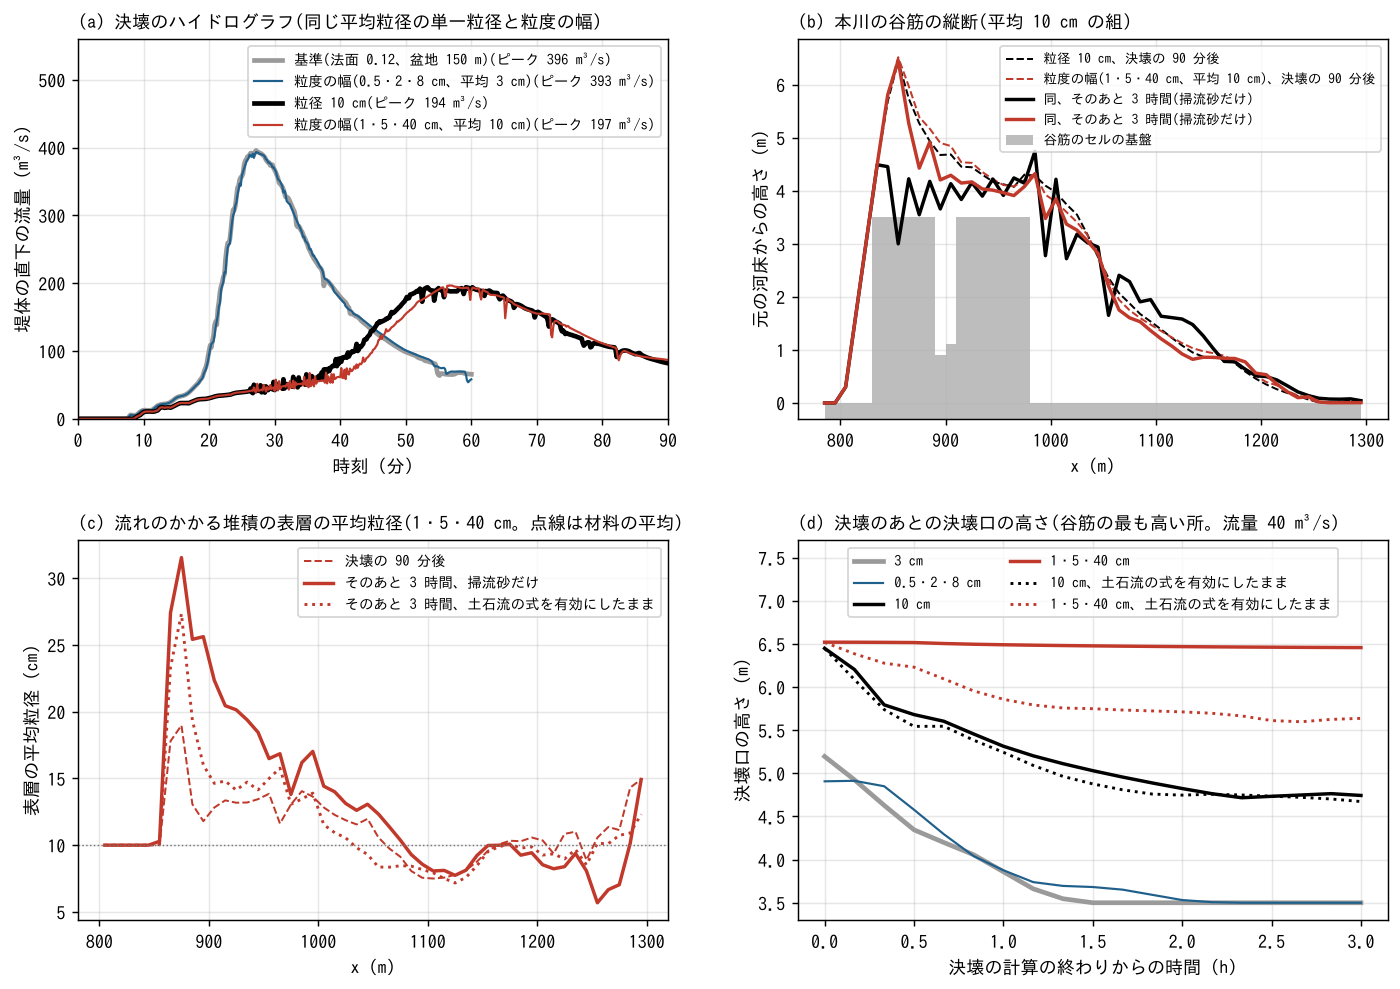 (a) 決壊のハイドログラフ(同じ平均粒径の単一粒径と粒度の幅)
堤体の直下の流量 (m³/s)
500
400
300
200
100
0
基準(法面 0.12、盆地 150 m)(ピーク 396 m³/s)
粒度の幅(0.5・2・8 cm、平均 3 cm)(ピーク 393 m³/s)
粒径 10 cm(ピーク 194 m³/s)
粒度の幅(1・5・40 cm、平均 10 cm)(ピーク 197 m³/s)
0 10 20 30 40 50 60 70 80 90
時刻 (分)
(b) 本川の谷筋の縦断(平均 10 cm の組)
元の河床からの高さ (m)
6
5
4
3
2
1
0
粒径 10 cm、決壊の 90 分後
粒度の幅(1・5・40 cm、平均 10 cm)、決壊の 90 分後
同、そのあと 3 時間(掃流砂だけ)
同、そのあと 3 時間(掃流砂だけ)
谷筋のセルの基盤
800 900 1000 1100 1200 1300
x (m)
(c) 流れのかかる堆積の表層の平均粒径(1・5・40 cm。点線は材料の平均)
表層の平均粒径 (cm)
30
25
20
15
10
5
決壊の 90 分後
そのあと 3 時間、掃流砂だけ
そのあと 3 時間、土石流の式を有効にしたまま
800 900 1000 1100 1200 1300
x (m)
(d) 決壊のあとの決壊口の高さ(谷筋の最も高い所。流量 40 m³/s)
決壊口の高さ (m)
7.5
7.0
6.5
6.0
5.5
5.0
4.5
4.0
3.5
3 cm
0.5・2・8 cm
10 cm
1・5・40 cm
10 cm、土石流の式を有効にしたまま
1・5・40 cm、土石流の式を有効にしたまま
0.0 0.5 1.0 1.5 2.0 2.5 3.0
決壊の計算の終わりからの時間 (h)